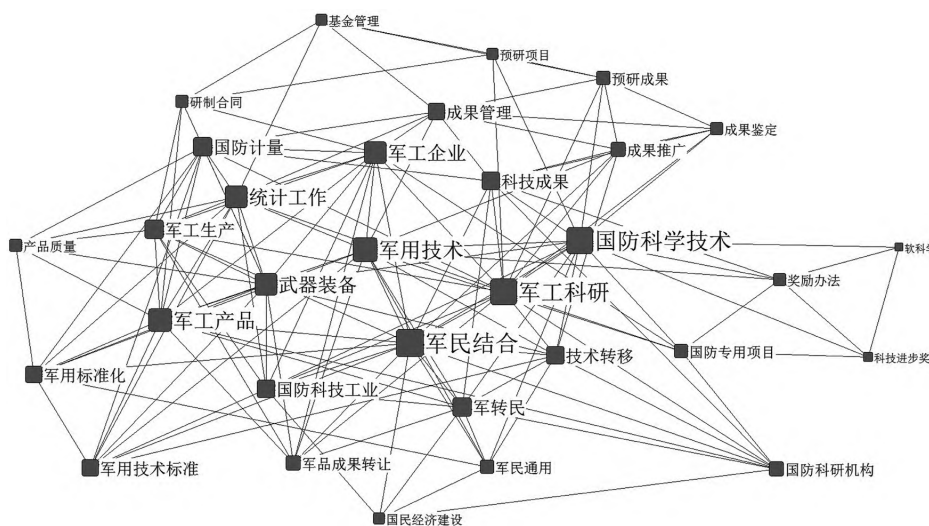 基金管理
预研项目
预研成果
研制合同
成果管理
成果鉴定
国防计量
军工企业
成果推广
科技成果
统计工作
军工生产
产品质量
军用技术
国防科学技术
软科学
奖励办法
武器装备
军工科研
军工产品
军民结合
技术转移
国防专用项目
科技进步奖
军用标准化
国防科技工业
军转民
军用技术标准
军品成果转让
军民通用
国防科研机构
国民经济建设